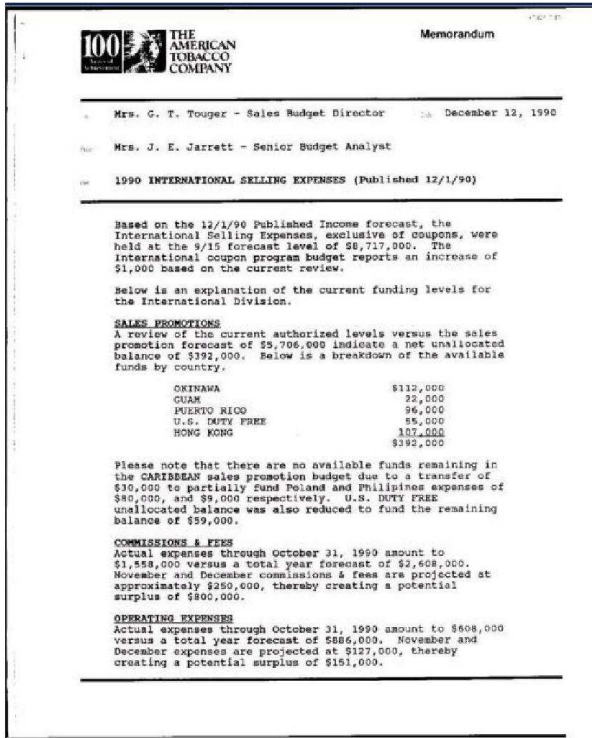 100
Years of
Achievement
THE
AMERICAN
TOBACCO
COMPANY
Memorandum
Mrs. G. T. Touger - Sales Budget Director December 12, 1990
Mrs. J. E. Jarrett - Senior Budget Analyst
1990 INTERNATIONAL SELLING EXPENSES (Published 12/1/90)
Based on the 12/1/90 Published Income forecast, the
International Selling Expenses, exclusive of coupons, were
held at the 9/15 forecast level of $8,717,000. The
International coupon program budget reports an increase of
$1,000 based on the current review.
Below is an explanation of the current funding levels for
the International Division.
SALES PROMOTIONS
A review of the current authorized levels versus the sales
promotion forecast of $5,706,000 indicate a net unallocated
balance of $392,000. Below is a breakdown of the available
funds by country.
OKINAWA $112,000
GUAM 22,000
PUERTO RICO 96,000
U.S. DUTY FREE 55,000
HONG KONG 107,000
$392,000
Please note that there are no available funds remaining in
the CARIBBEAN sales promotion budget due to a transfer of
$30,000 to partially fund Poland and Philipines expenses of
$80,000, and $9,000 respectively. U.S. DUTY FREE
unallocated balance was also reduced to fund the remaining
balance of $59,000.
COMMISSIONS & FEES
Actual expenses through October 31, 1990 amount to
$1,558,000 versus a total year forecast of $2,608,000.
November and December commissions & fees are projected at
approximately $250,000, thereby creating a potential
surplus of $800,000.
OPERATING EXPENSES
Actual expenses through October 31, 1990 amount to $608,000
versus a total year forecast of $886,000. November and
December expenses are projected at $127,000, thereby
creating a potential surplus of $151,000.